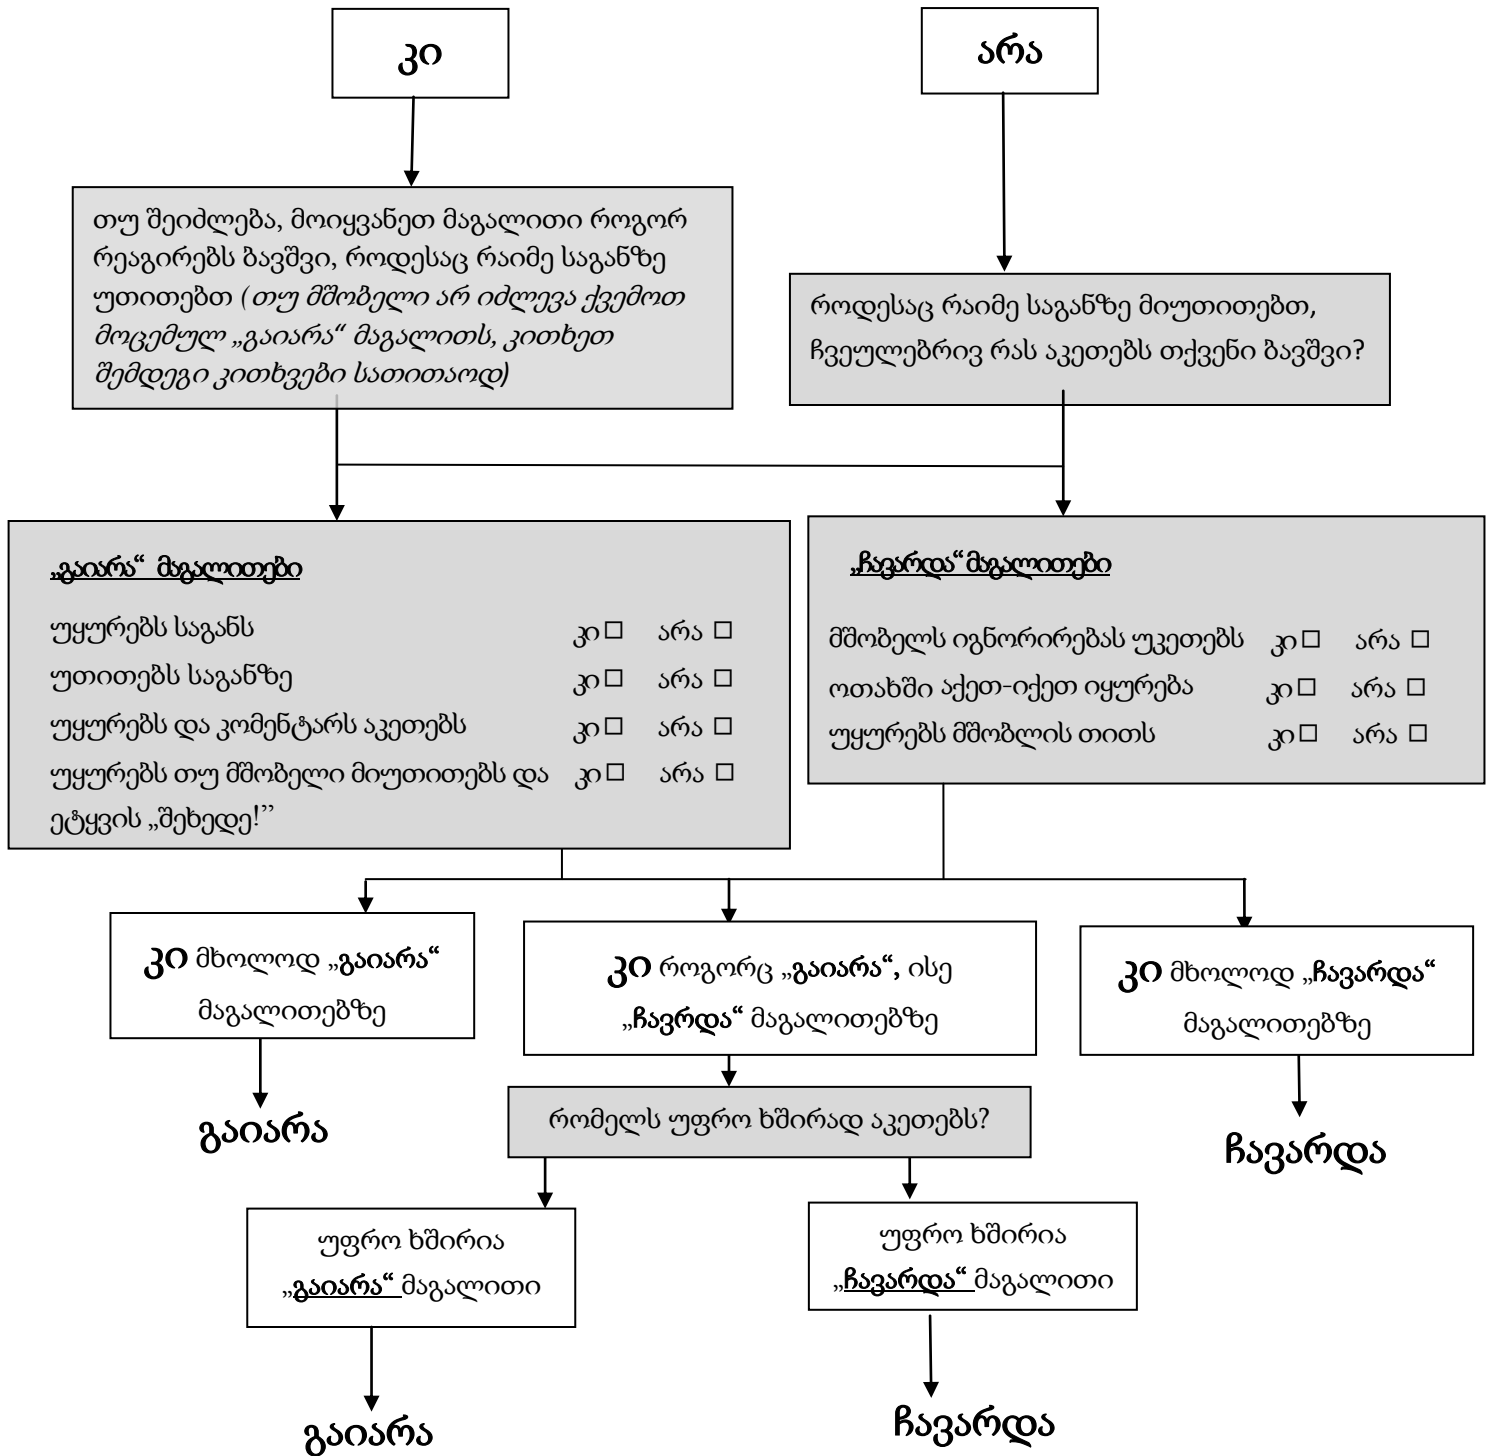 კი
არა
თუ შეიძლება, მოიყვანეთ მაგალითი როგორ
რეაგირებს ბავშვი, როდესაც რაიმე საგანზე
უთითებთ (თუ მშობელი არ იძლევა ქვემოთ
მოცემულ „გაიარა“ მაგალითს, კითხეთ
შემდეგი კითხვები სათითაოდ)
როდესაც რაიმე საგანზე მიუთითებთ,
ჩვეულებრივ რას აკეთებს თქვენი ბავშვი?
„გაიარა“ მაგალითები
უყურებს საგანს კი □ არა □
უთითებს საგანზე კი □ არა □
უყურებს და კომენტარს აკეთებს კი □ არა □
უყურებს თუ მშობელი მიუთითებს და კი □ არა □
ეტყვის „შეხედე!”
„ჩავარდა“ მაგალითები
მშობელს იგნორირებას უკეთებს კი □ არა □
ოთახში აქეთ-იქეთ იყურება კი □ არა □
უყურებს მშობლის თითს კი □ არა □
კი მხოლოდ „გაიარა“
მაგალითებზე
კი როგორც „გაიარა“, ისე
„ჩავრდა“ მაგალითებზე
კი მხოლოდ „ჩავარდა“
მაგალითებზე
გაიარა
რომელს უფრო ხშირად აკეთებს?
ჩავარდა
უფრო ხშირია
„გაიარა“ მაგალითი
უფრო ხშირია
„ჩავარდა“ მაგალითი
გაიარა
ჩავარდა